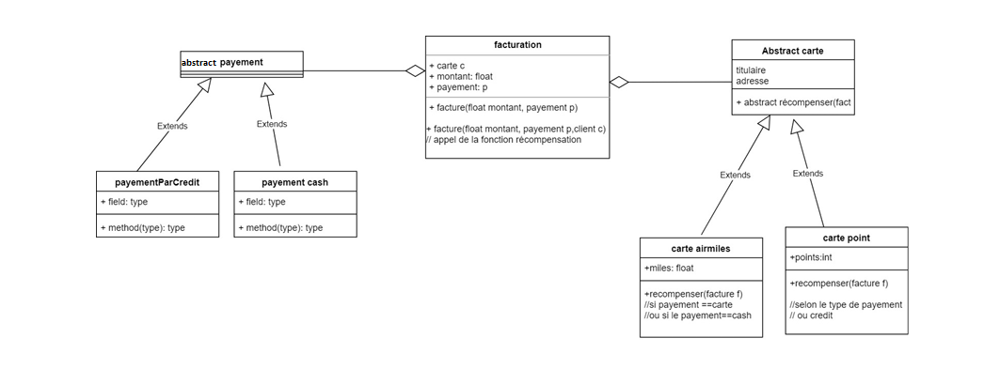 abstract payement
Extends
Extends
payementParCredit
+ field: type
+ method(type): type
payement cash
+ field: type
+ method(type): type
facturation
+ carte c
+ montant: float
+ payement: p
+ facture(float montant, payement p)
+ facture(float montant, payement p,client c)
// appel de la fonction récompensation
Abstract carte
titulaire
adresse
+ abstract récompenser(fact
Extends
Extends
carte airmiles
+miles: float
+recompenser(facture f)
//si payement ==carte
//ou si le payement==cash
carte point
+points:int
+recompenser(facture f)
//selon le type de payement
// ou credit